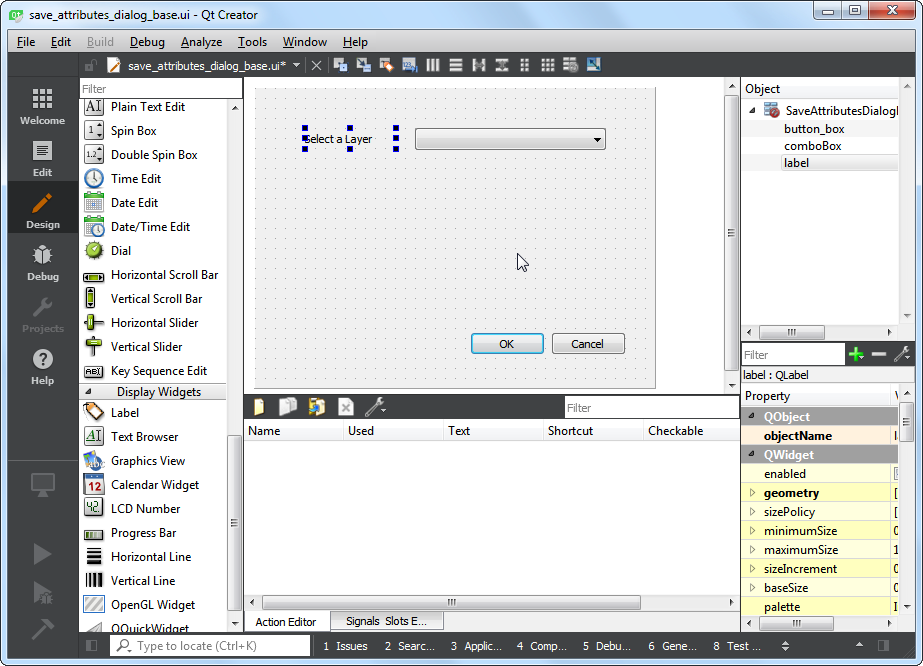 save_attributes_dialog_base.ui - Qt Creator
File Edit Build Debug Analyze Tools Window Help
save_attributes_dialog_base.ui*
Welcome
Edit
Design
Debug
Projects
Help
Filter
Plain Text Edit
Spin Box
Double Spin Box
Time Edit
Date Edit
Date/Time Edit
Dial
Horizontal Scroll Bar
Vertical Scroll Bar
Horizontal Slider
Vertical Slider
Key Sequence Edit
Display Widgets
Label
Text Browser
Graphics View
Calendar Widget
LCD Number
Progress Bar
Horizontal Line
Vertical Line
OpenGL Widget
QQuickWidget
Select a Layer
OK
Cancel
Filter
Name Used Text Shortcut Checkable
Action Editor
Signals Slots E...
Object
SaveAttributesDialog
button_box
comboBox
label
Filter
label : QLabel
Property
QObject
objectName
QWidget
enabled
geometry
sizePolicy
minimumSize
maximumSize
sizeIncrement
baseSize
palette
Type to locate (Ctrl+K)
1 Issues
2 Searc...
3 Applic...
4 Comp...
5 Debu...
6 Gene...
8 Test ...